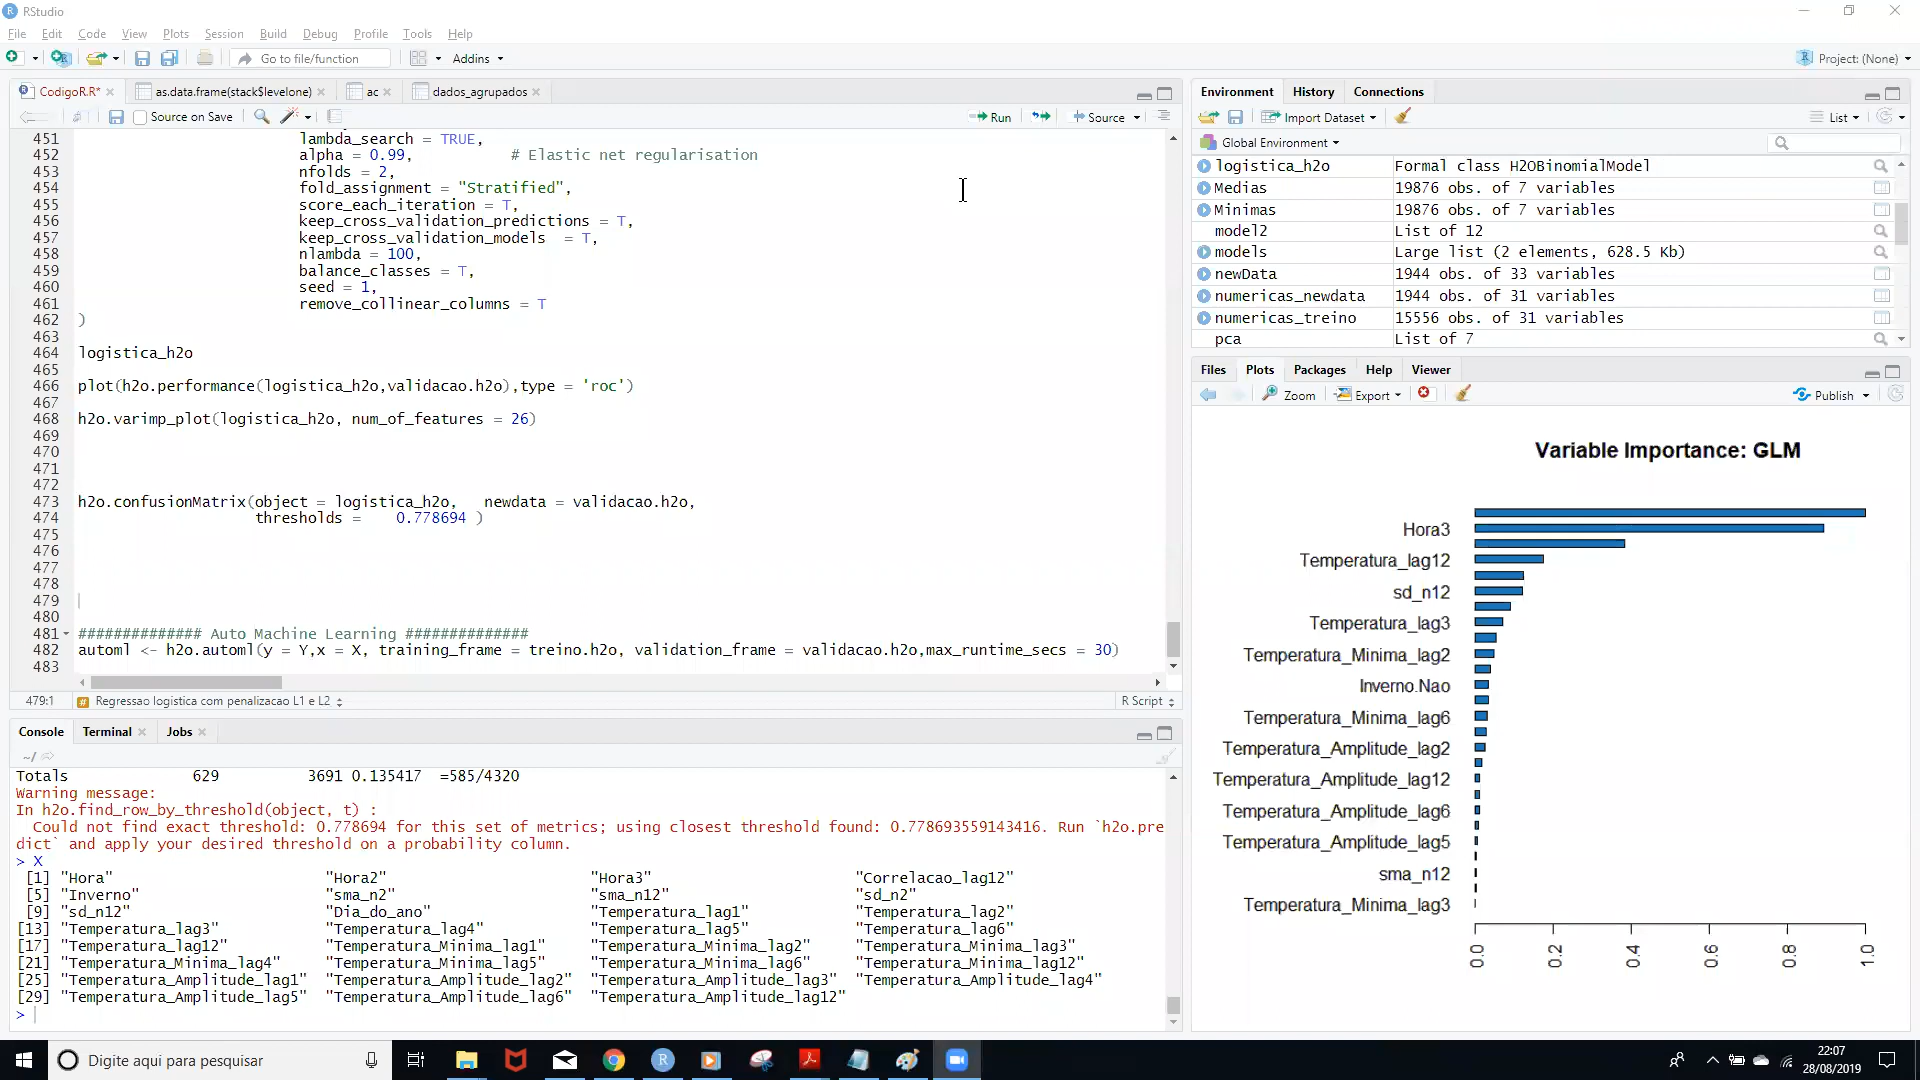 RStudio
File Edit Code View Plots Session Build Debug Profile Tools Help
Go to file/function Addins Project: (None)
CodigoR.R* as.data.frame(stack$levelone) ac dados_agrupados
Source on Save Run Source
451 lambda_search = TRUE,
452 alpha = 0.99, # Elastic net regularisation
453 nfolds = 2,
454 fold_assignment = "Stratified",
455 score_each_iteration = T,
456 keep_cross_validation_predictions = T,
457 keep_cross_validation_models = T,
458 nlambda = 100,
459 balance_classes = T,
460 seed = 1,
461 remove_collinear_columns = T
462 )
463
464 logistica_h2o
465
466 plot(h2o.performance(logistica_h2o,validacao.h2o),type = 'roc')
467
468 h2o.varimp_plot(logistica_h2o, num_of_features = 26)
469
470
471
472
473 h2o.confusionMatrix(object = logistica_h2o, newdata = validacao.h2o,
474 thresholds = 0.778694 )
475
476
477
478
479
480
481 ############## Auto Machine Learning ##############
482 automl <- h2o.automl(y = Y,x = X, training_frame = treino.h2o, validation_frame = validacao.h2o,max_runtime_secs = 30)
483
479:1 Regressao logistica com penalizacao L1 e L2 R Script
Console Terminal Jobs
~/
Totals 629 3691 0.135417 =585/4320
Warning message:
In h2o.find_row_by_threshold(object, t) :
Could not find exact threshold: 0.778694 for this set of metrics; using closest threshold found: 0.778693559143416. Run `h2o.pre
dict` and apply your desired threshold on a probability column.
> X
[1] "Hora" "Hora2" "Hora3" "Correlacao_lag12"
[5] "Inverno" "sma_n2" "sma_n12" "sd_n2"
[9] "sd_n12" "Dia_do_ano" "Temperatura_lag1" "Temperatura_lag2"
[13] "Temperatura_lag3" "Temperatura_lag4" "Temperatura_lag5" "Temperatura_lag6"
[17] "Temperatura_lag12" "Temperatura_Minima_lag1" "Temperatura_Minima_lag2" "Temperatura_Minima_lag3"
[21] "Temperatura_Minima_lag4" "Temperatura_Minima_lag5" "Temperatura_Minima_lag6" "Temperatura_Minima_lag12"
[25] "Temperatura_Amplitude_lag1" "Temperatura_Amplitude_lag2" "Temperatura_Amplitude_lag3" "Temperatura_Amplitude_lag4"
[29] "Temperatura_Amplitude_lag5" "Temperatura_Amplitude_lag6" "Temperatura_Amplitude_lag12"
>
Environment History Connections
Import Dataset List
Global Environment
logistica_h2o Formal class H2OBinomialModel
Medias 19876 obs. of 7 variables
Minimas 19876 obs. of 7 variables
model2 List of 12
models Large list (2 elements, 628.5 Kb)
newData 1944 obs. of 33 variables
numericas_newdata 1944 obs. of 31 variables
numericas_treino 15556 obs. of 31 variables
pca List of 7
Files Plots Packages Help Viewer
Zoom Export Publish
Variable Importance: GLM
Hora3
Temperatura_lag12
sd_n12
Temperatura_lag3
Temperatura_Minima_lag2
Inverno.Nao
Temperatura_Minima_lag6
Temperatura_Amplitude_lag2
Temperatura_Amplitude_lag12
Temperatura_Amplitude_lag6
Temperatura_Amplitude_lag5
sma_n12
Temperatura_Minima_lag3
0.0 0.2 0.4 0.6 0.8 1.0
Digite aqui para pesquisar
22:07
28/08/2019